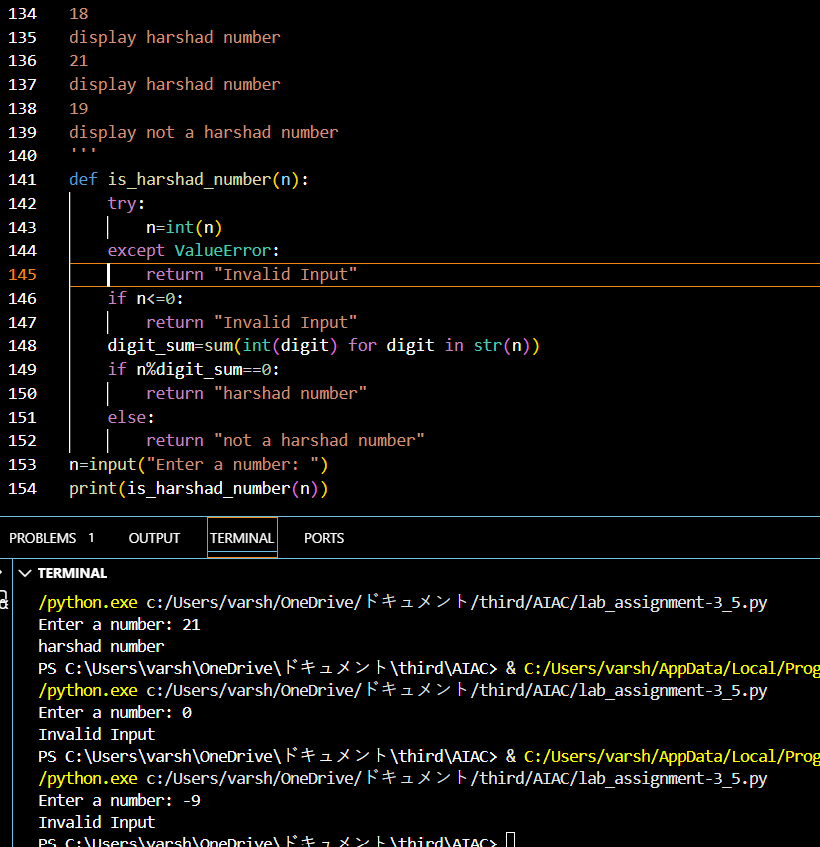 134 18
135 display harshad number
136 21
137 display harshad number
138 19
139 display not a harshad number
140 '''
141 def is_harshad_number(n):
142     try:
143         n=int(n)
144     except ValueError:
145         return "Invalid Input"
146     if n<=0:
147         return "Invalid Input"
148     digit_sum=sum(int(digit) for digit in str(n))
149     if n%digit_sum==0:
150         return "harshad number"
151     else:
152         return "not a harshad number"
153 n=input("Enter a number: ")
154 print(is_harshad_number(n))
PROBLEMS 1 OUTPUT TERMINAL PORTS
TERMINAL
/python.exe c:/Users/varsh/OneDrive/ドキュメント/third/AIAC/lab_assignment-3_5.py
Enter a number: 21
harshad number
PS C:\Users\varsh\OneDrive\ドキュメント\third\AIAC> & C:/Users/varsh/AppData/Local/Prog
/python.exe c:/Users/varsh/OneDrive/ドキュメント/third/AIAC/lab_assignment-3_5.py
Enter a number: 0
Invalid Input
PS C:\Users\varsh\OneDrive\ドキュメント\third\AIAC> & C:/Users/varsh/AppData/Local/Prog
/python.exe c:/Users/varsh/OneDrive/ドキュメント/third/AIAC/lab_assignment-3_5.py
Enter a number: -9
Invalid Input
PS C:\Users\varsh\OneDrive\ドキュメント\third\AIAC>